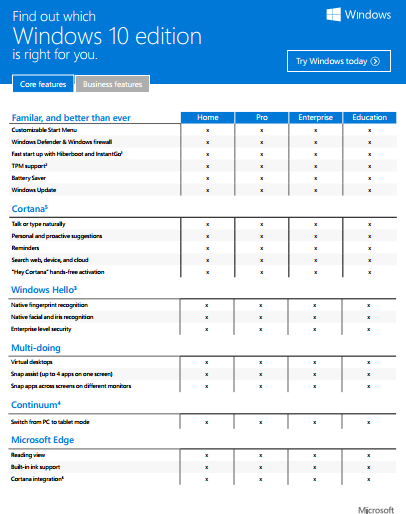 Find out which
Windows 10 edition
is right for you.
Windows
Try Windows today
Core features Business features
Familar, and better than ever Home Pro Enterprise Education
Customizable Start Menu x x x x
Windows Defender & Windows firewall x x x x
Fast start up with Hiberboot and InstantGo¹ x x x x
TPM support² x x x x
Battery Saver x x x x
Windows Update x x x x
Cortana⁵
Talk or type naturally x x x x
Personal and proactive suggestions x x x x
Reminders x x x x
Search web, device, and cloud x x x x
"Hey Cortana" hands-free activation x x x x
Windows Hello³
Native fingerprint recognition x x x x
Native facial and iris recognition x x x x
Enterprise level security x x x x
Multi-doing
Virtual desktops x x x x
Snap assist (up to 4 apps on one screen) x x x x
Snap apps across screens on different monitors x x x x
Continuum⁴
Switch from PC to tablet mode x x x x
Microsoft Edge
Reading view x x x x
Built-in ink support x x x x
Cortana integration⁵ x x x x
Microsoft